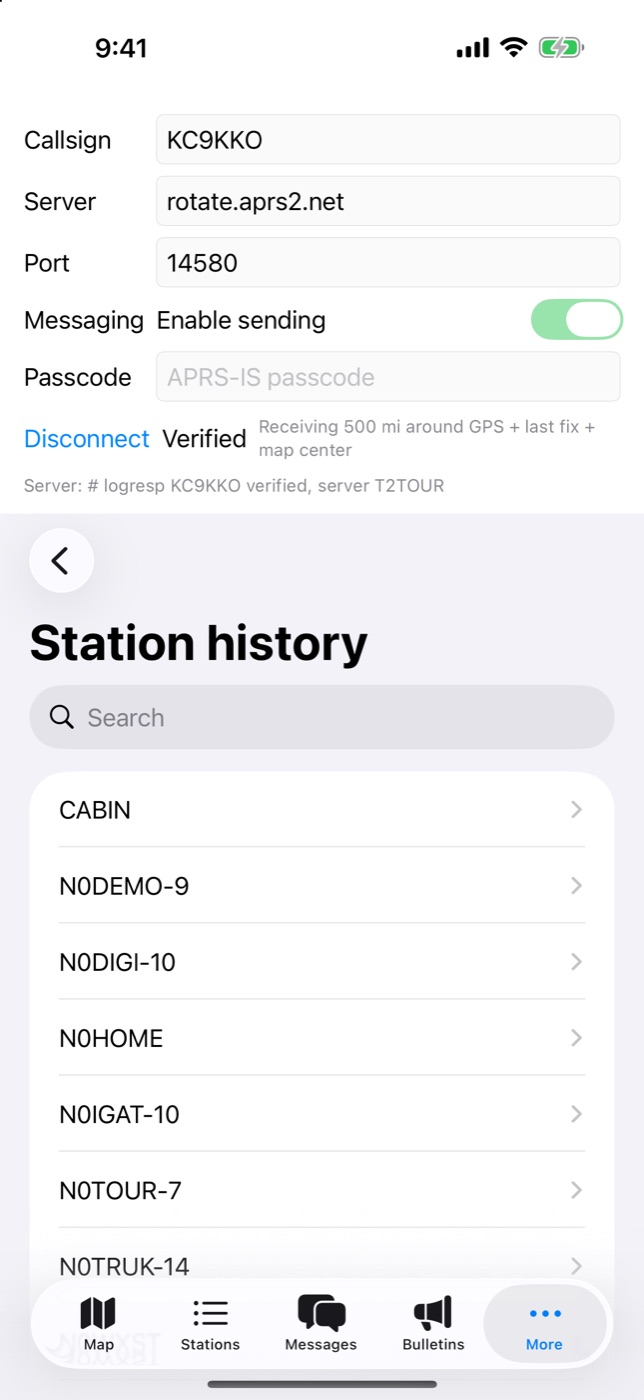 9:41
Callsign KC9KKO
Server rotate.aprs2.net
Port 14580
Messaging Enable sending
Passcode APRS-IS passcode
Disconnect Verified Receiving 500 mi around GPS + last fix +
map center
Server: # logresp KC9KKO verified, server T2TOUR
Station history
Search
CABIN
N0DEMO-9
N0DIGI-10
N0HOME
N0IGAT-10
N0TOUR-7
N0TRUK-14
Map Stations Messages Bulletins More